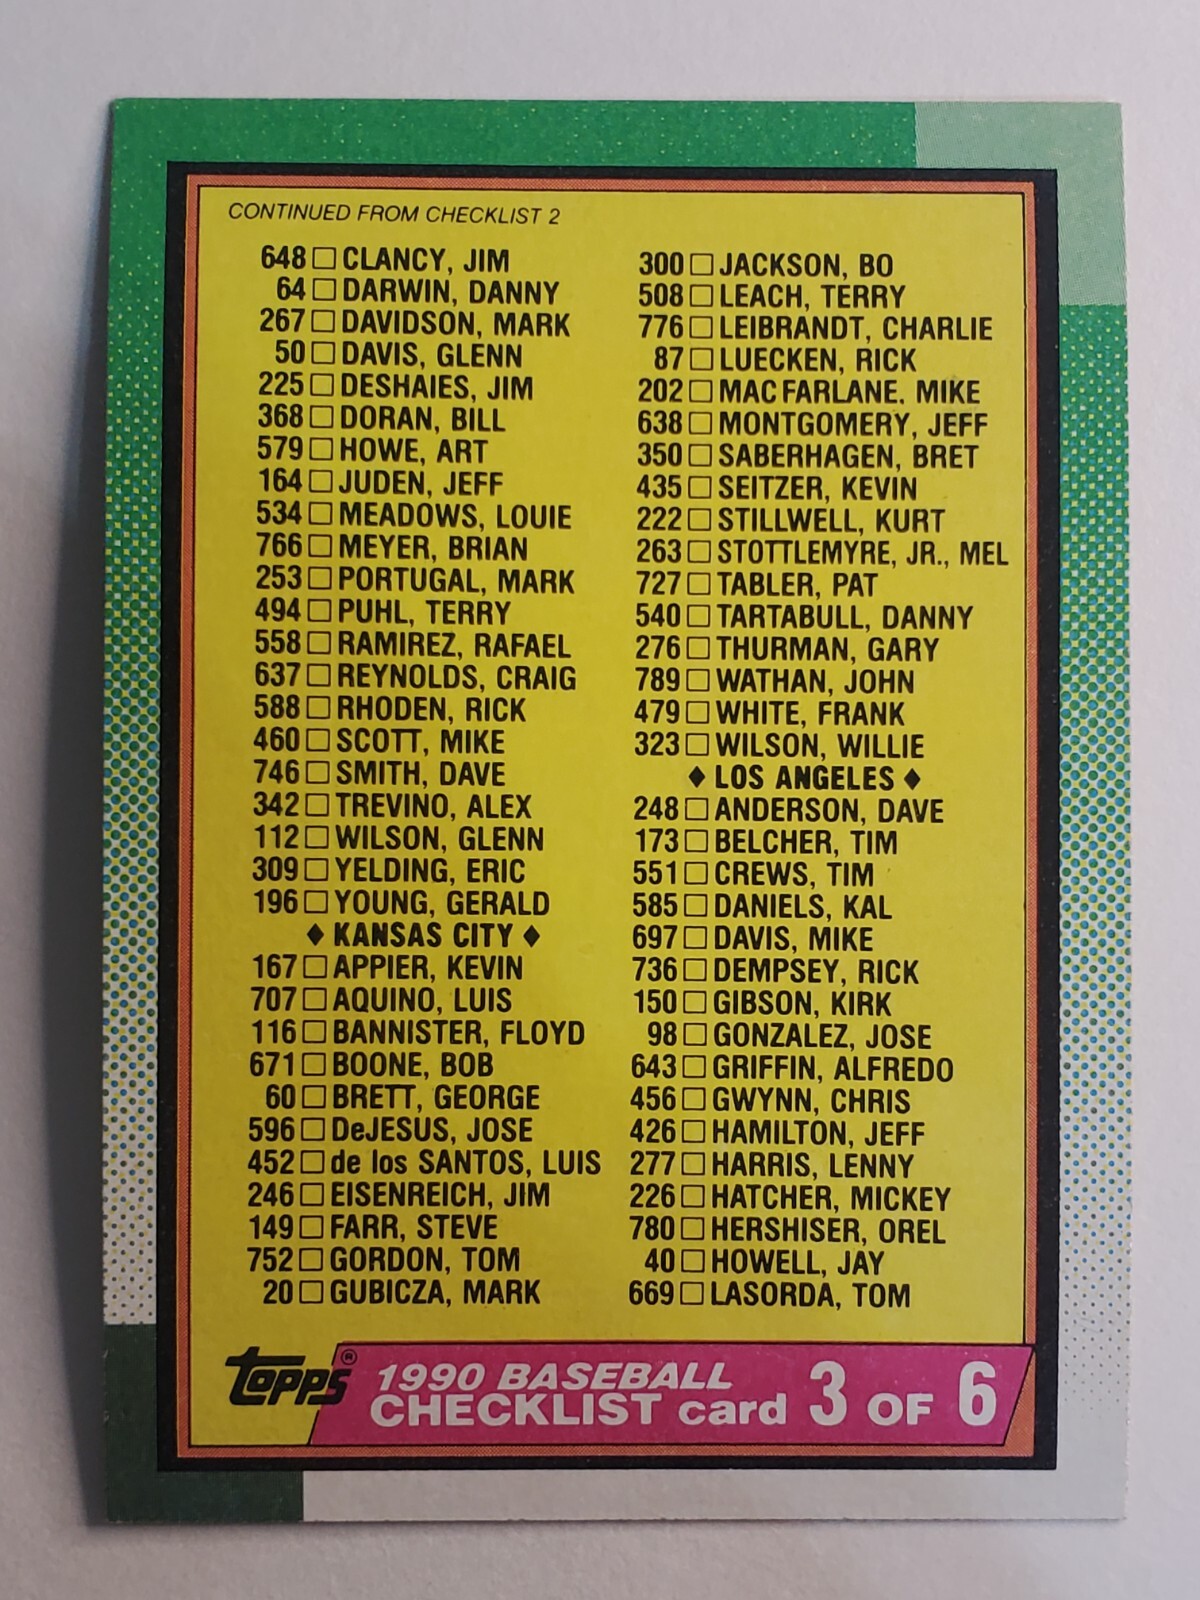 CONTINUED FROM CHECKLIST 2
648 □ CLANCY, JIM
64 □ DARWIN, DANNY
267 □ DAVIDSON, MARK
50 □ DAVIS, GLENN
225 □ DESHAIES, JIM
368 □ DORAN, BILL
579 □ HOWE, ART
164 □ JUDEN, JEFF
534 □ MEADOWS, LOUIE
766 □ MEYER, BRIAN
253 □ PORTUGAL, MARK
494 □ PUHL, TERRY
558 □ RAMIREZ, RAFAEL
637 □ REYNOLDS, CRAIG
588 □ RHODEN, RICK
460 □ SCOTT, MIKE
746 □ SMITH, DAVE
342 □ TREVINO, ALEX
112 □ WILSON, GLENN
309 □ YELDING, ERIC
196 □ YOUNG, GERALD
♦ KANSAS CITY ♦
167 □ APPIER, KEVIN
707 □ AQUINO, LUIS
116 □ BANNISTER, FLOYD
671 □ BOONE, BOB
60 □ BRETT, GEORGE
596 □ DeJESUS, JOSE
452 □ de los SANTOS, LUIS
246 □ EISENREICH, JIM
149 □ FARR, STEVE
752 □ GORDON, TOM
20 □ GUBICZA, MARK
300 □ JACKSON, BO
508 □ LEACH, TERRY
776 □ LEIBRANDT, CHARLIE
87 □ LUECKEN, RICK
202 □ MAC FARLANE. MIKE
638 □ MONTGOMERY, JEFF
350 □ SABERHAGEN, BRET
435 □ SEITZER, KEVIN
222 □ STILLWELL, KURT
263 □ STOTTLEMYRE, JR., MEL
727 □ TABLER, PAT
540 □ TARTABULL, DANNY
276 □ THURMAN, GARY
789 □ WATHAN, JOHN
479 □ WHITE, FRANK
323 □ WILSON, WILLIE
♦ LOS ANGELES ♦
248 □ ANDERSON, DAVE
173 □ BELCHER, TIM
551 □ CREWS, TIM
585 □ DANIELS, KAL
697 □ DAVIS, MIKE
736 □ DEMPSEY, RICK
150 □ GIBSON, KIRK
98 □ GONZALEZ, JOSE
643 □ GRIFFIN, ALFREDO
456 □ GWYNN, CHRIS
426 □ HAMILTON, JEFF
277 □ HARRIS, LENNY
226 □ HATCHER, MICKEY
780 □ HERSHISER, OREL
40 □ HOWELL, JAY
669 □ LASORDA, TOM
TOPPS®
1990 BASEBALL
CHECKLIST card 3 OF 6